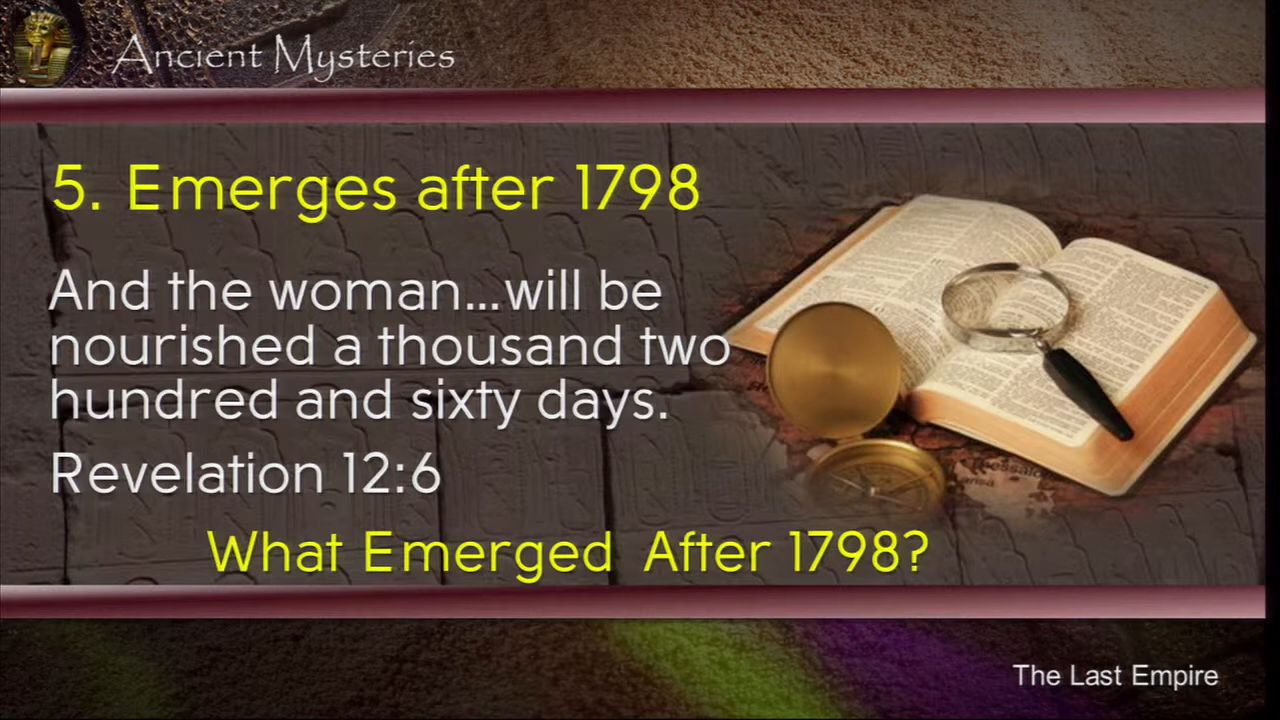 Ancient Mysteries
5. Emerges after 1798
And the woman...will be
nourished a thousand two
hundred and sixty days.
Revelation 12:6
What Emerged After 1798?
The Last Empire